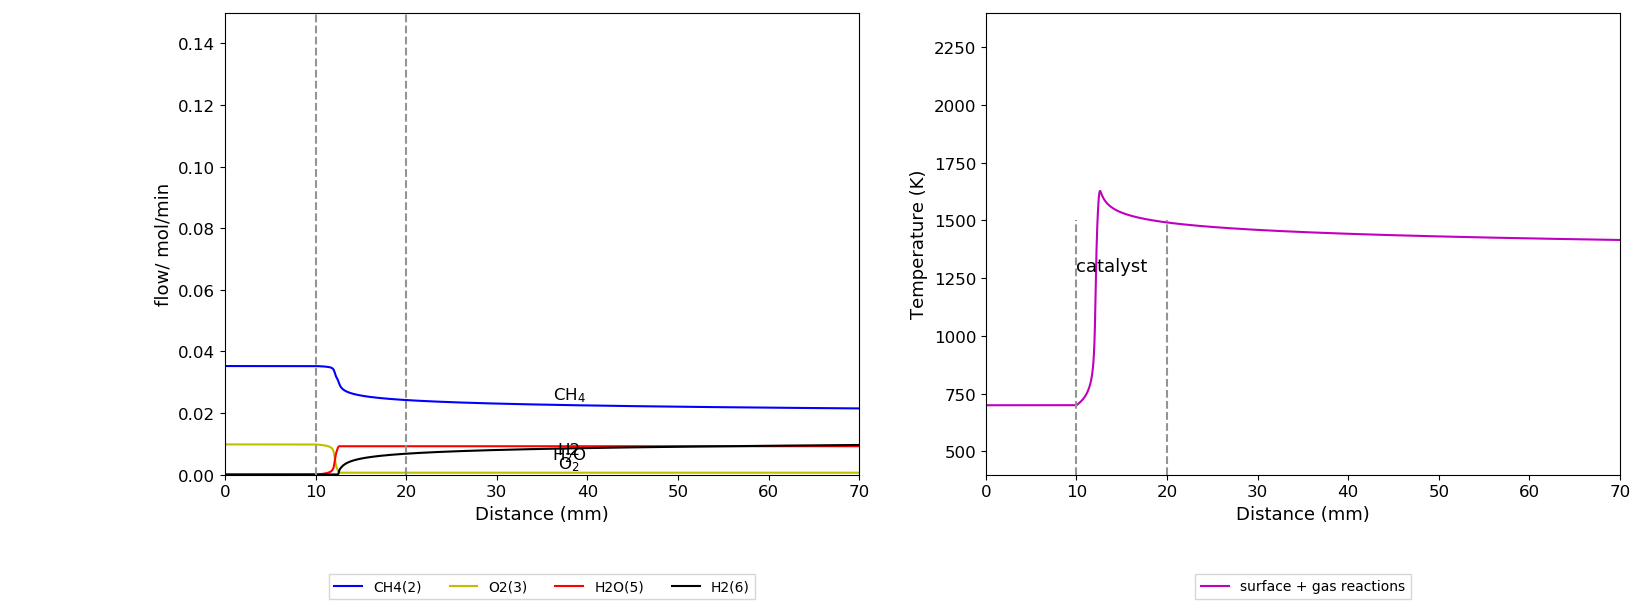 0.14
0.12
0.10
0.08
0.06
0.04
0.02
0.00
flow/ mol/min
CH₄
H2
H₂O
O₂
0 10 20 30 40 50 60 70
Distance (mm)
CH4(2) O2(3) H2O(5) H2(6)
2250
2000
1750
1500
1250
1000
750
500
Temperature (K)
catalyst
0 10 20 30 40 50 60 70
Distance (mm)
surface + gas reactions